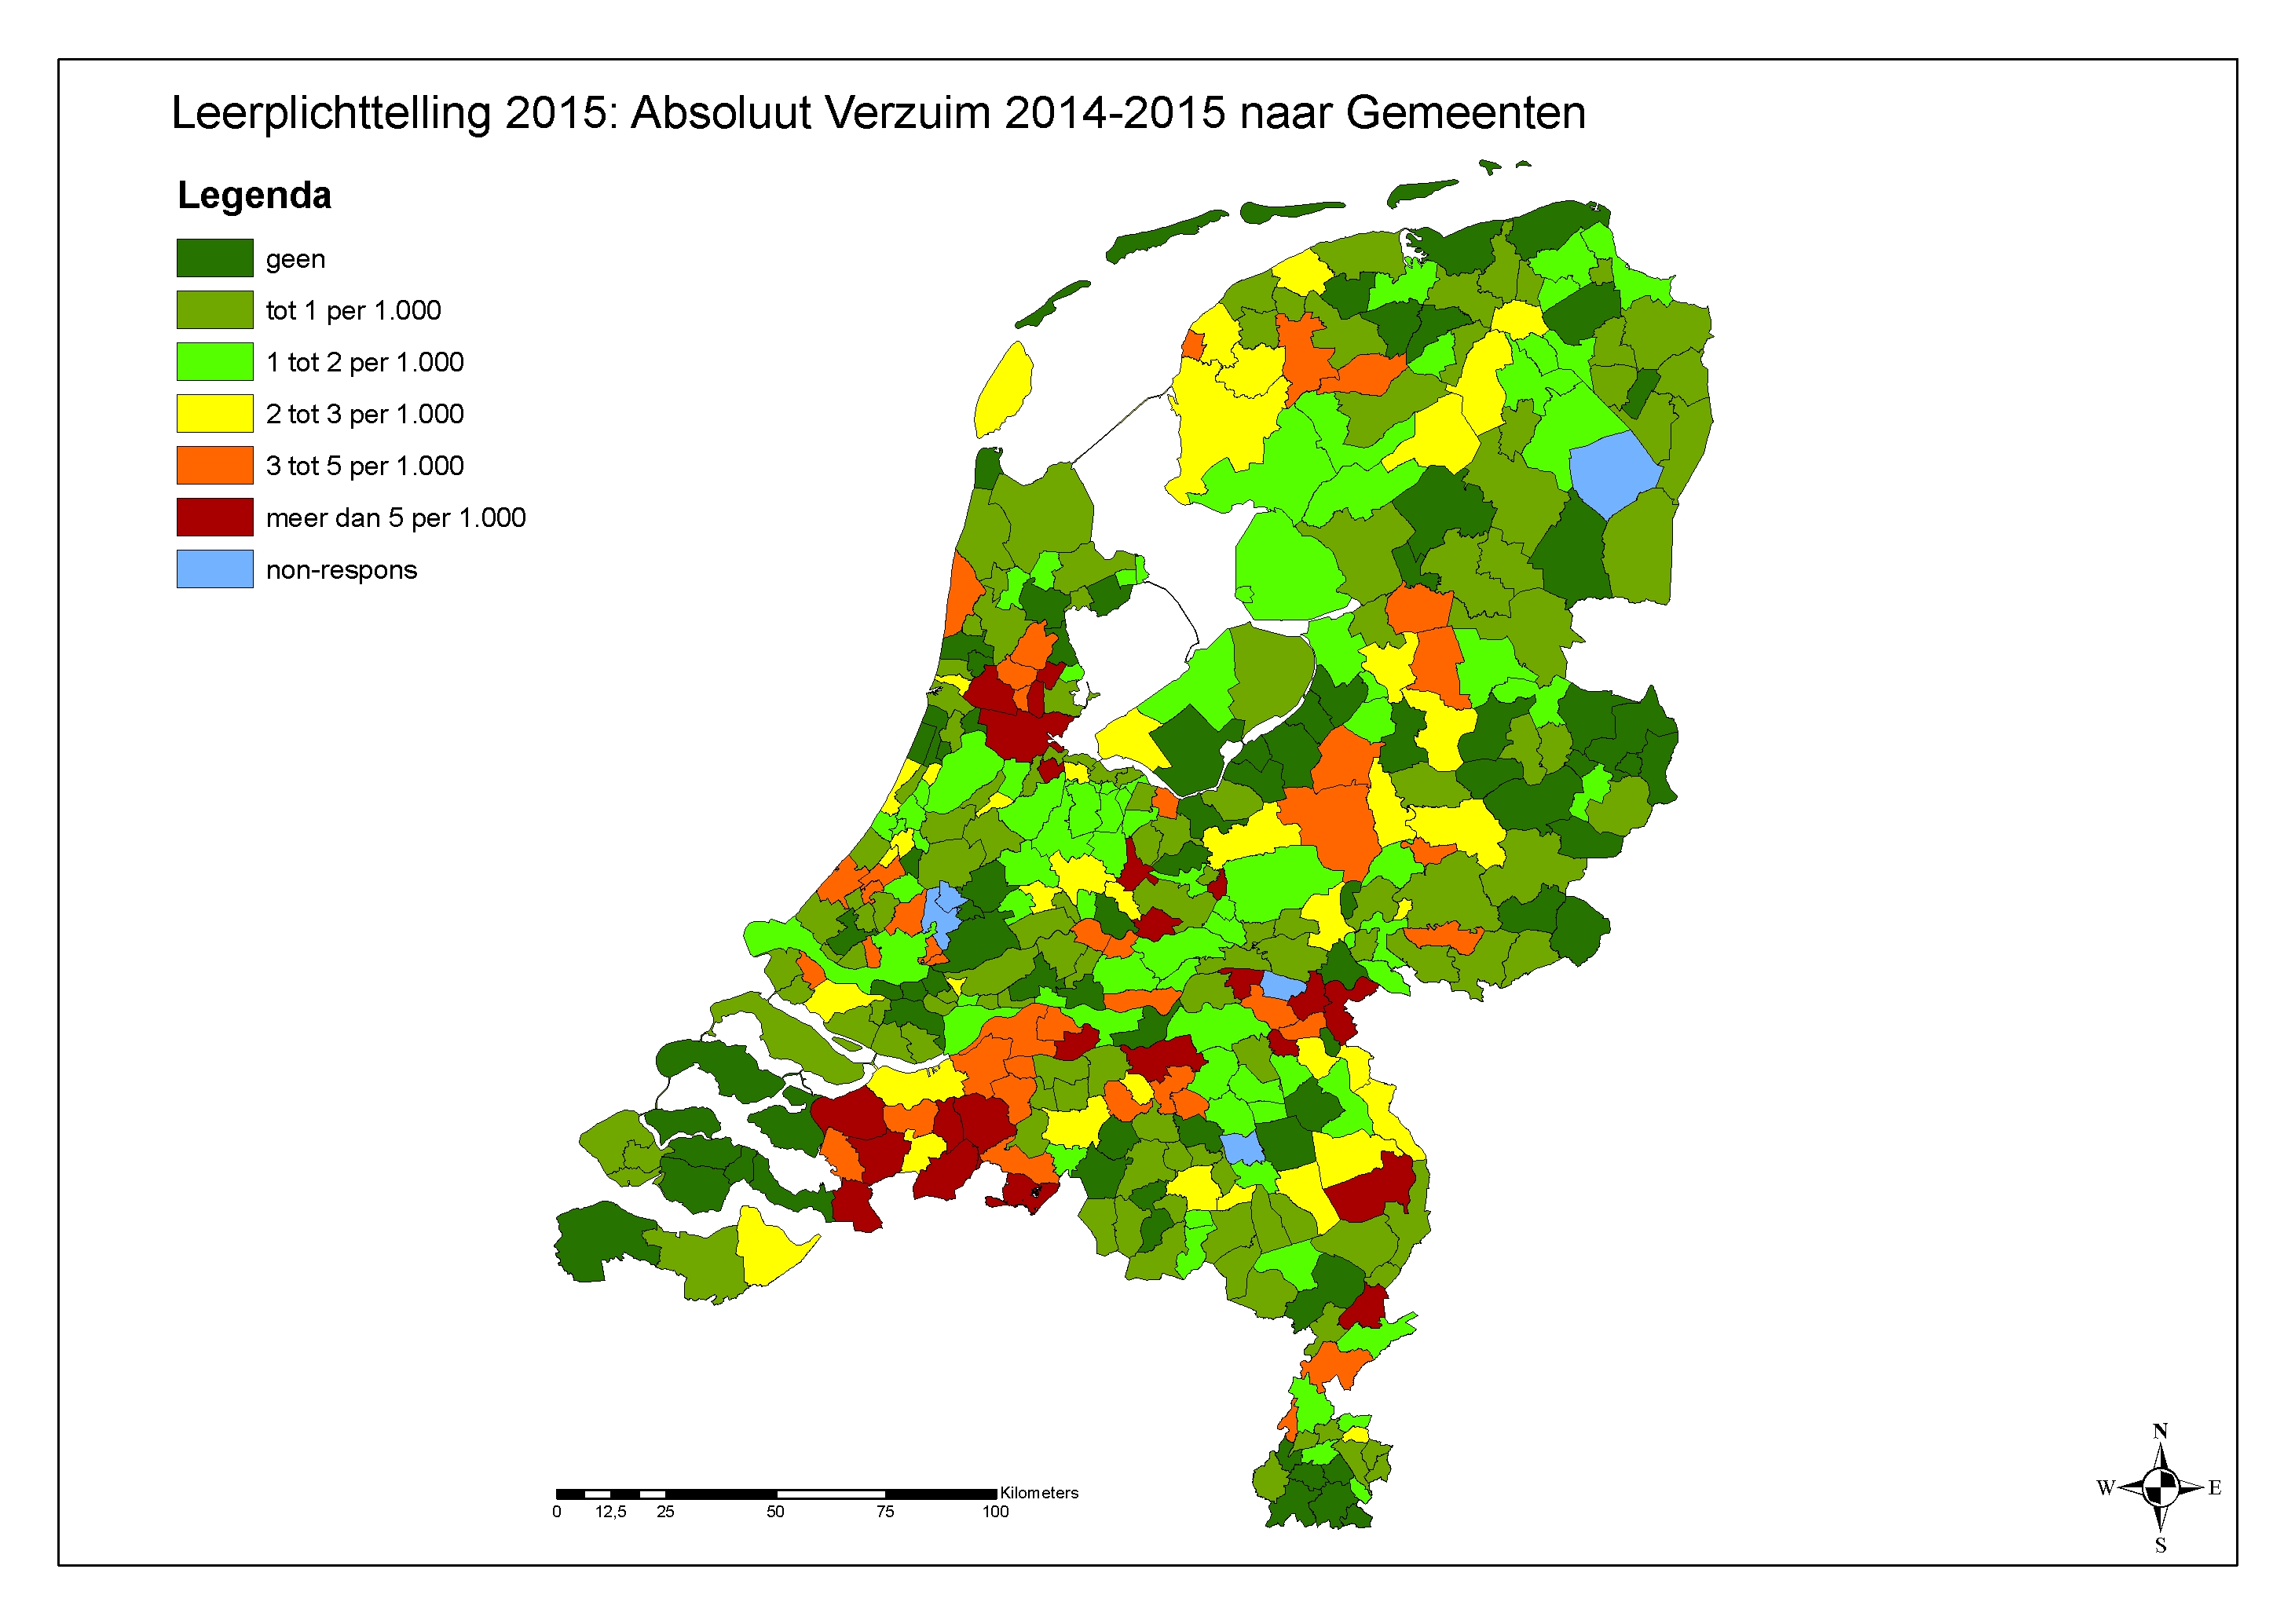 Leerplichttelling 2015: Absoluut Verzuim 2014-2015 naar Gemeenten
Legenda
geen
tot 1 per 1.000
1 tot 2 per 1.000
2 tot 3 per 1.000
3 tot 5 per 1.000
meer dan 5 per 1.000
non-respons
Kilometers
0 12,5 25 50 75 100
N
W E
S